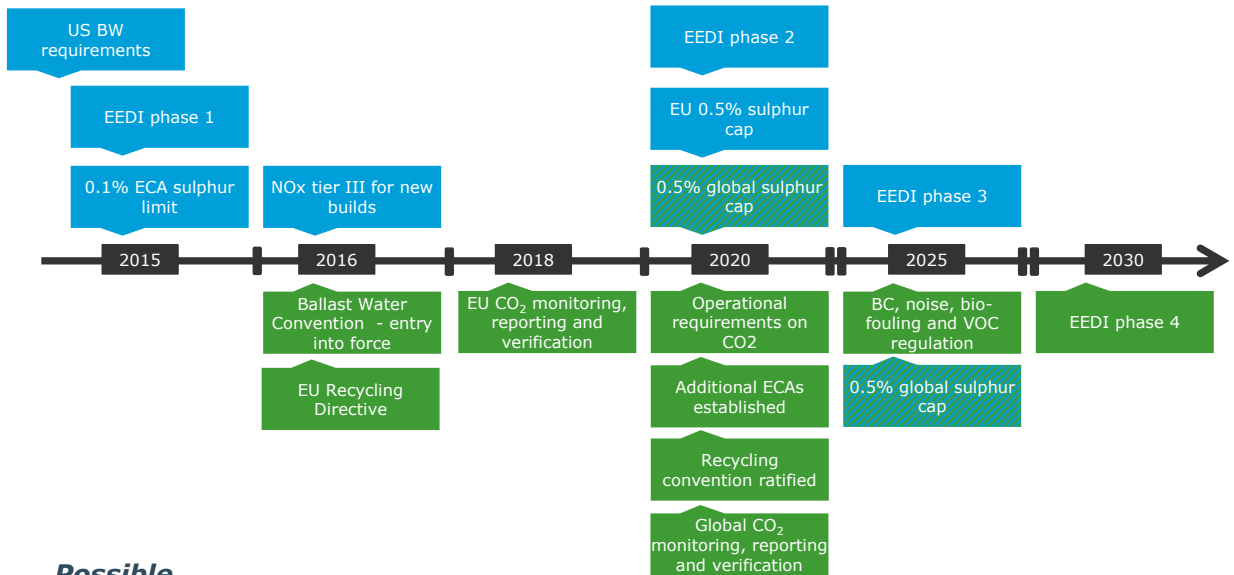 US BW
requirements
EEDI phase 2
EEDI phase 1
EU 0.5% sulphur
cap
0.1% ECA sulphur
limit
NOx tier III for new
builds
0.5% global sulphur
cap
EEDI phase 3
2015
2016
2018
2020
2025
2030
Ballast Water
Convention - entry
into force
EU CO2 monitoring,
reporting and
verification
Operational
requirements on
CO2
BC, noise, bio-
fouling and VOC
regulation
EEDI phase 4
EU Recycling
Directive
Additional ECAs
established
0.5% global sulphur
cap
Recycling
convention ratified
Global CO2
monitoring, reporting
and verification
Possible